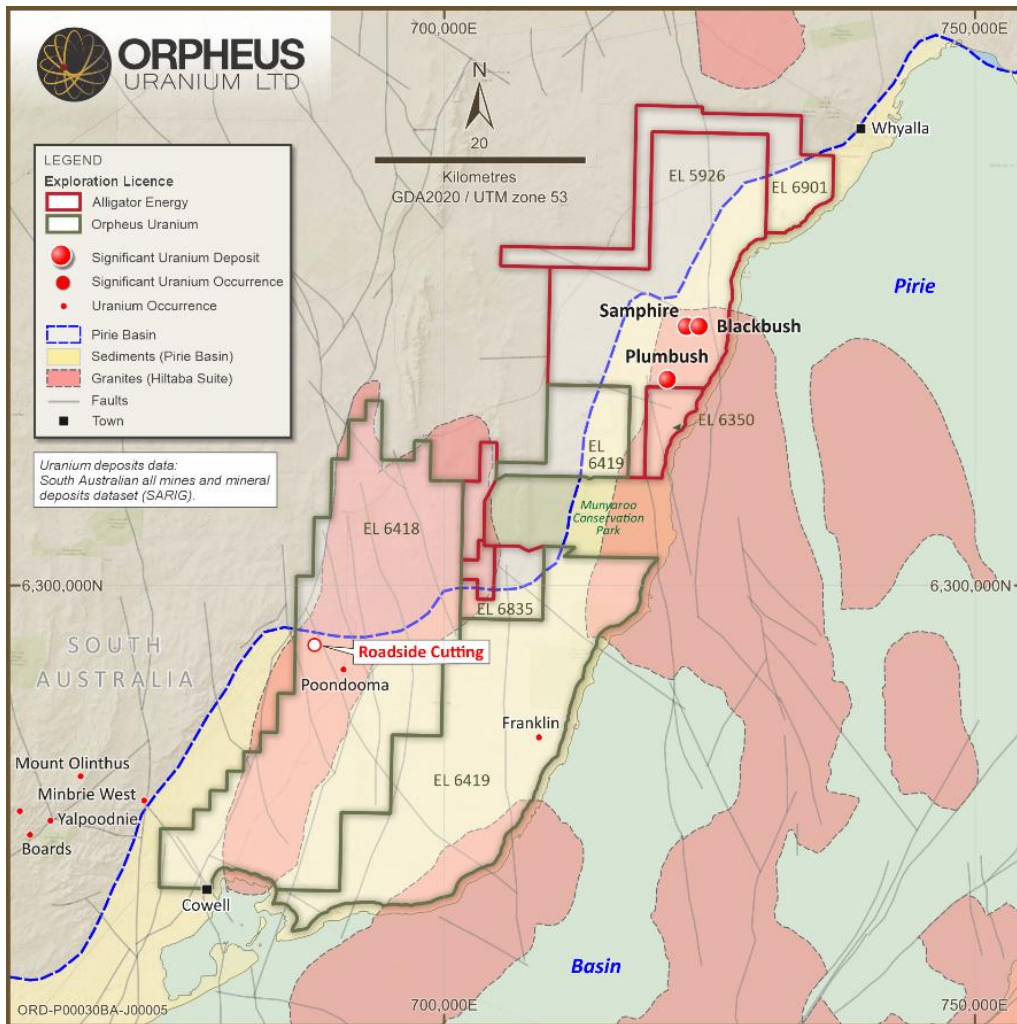 ORPHEUS
URANIUM LTD
700,000E
750,000E
N
20
Kilometres
GDA2020 / UTM zone 53
Whyalla
LEGEND
Exploration Licence
Alligator Energy
Orpheus Uranium
Significant Uranium Deposit
Significant Uranium Occurrence
Uranium Occurrence
Pirie Basin
Sediments (Pirie Basin)
Granites (Hiltaba Suite)
Faults
Town
Uranium deposits data:
South Australian all mines and mineral
deposits dataset (SARIG).
EL 5926
EL 6901
Pirie
Samphire
Blackbush
Plumbush
EL 6350
EL
6419
Munyaroo
Conservation
Park
EL 6418
6,300,000N
6,300,000N
EL 6835
SOUTH
AUSTRALIA
Roadside Cutting
Poondooma
Franklin
Mount Olinthus
Minbrie West
EL 6419
Yalpoodnie
Boards
Cowell
Basin
ORD-P00030BA-J00005
700,000E
750,000E